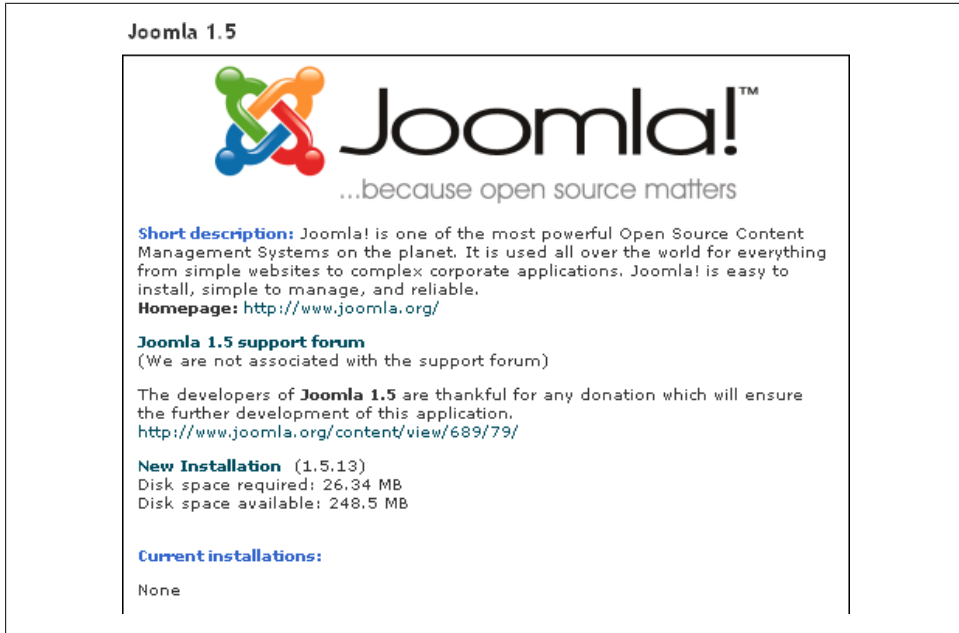 Joomla 1.5
Joomla!™
...because open source matters
Short description: Joomla! is one of the most powerful Open Source Content
Management Systems on the planet. It is used all over the world for everything
from simple websites to complex corporate applications. Joomla! is easy to
install, simple to manage, and reliable.
Homepage: http://www.joomla.org/
Joomla 1.5 support forum
(We are not associated with the support forum)
The developers of Joomla 1.5 are thankful for any donation which will ensure
the further development of this application.
http://www.joomla.org/content/view/689/79/
New Installation (1.5.13)
Disk space required: 26.34 MB
Disk space available: 248.5 MB
Current installations:
None